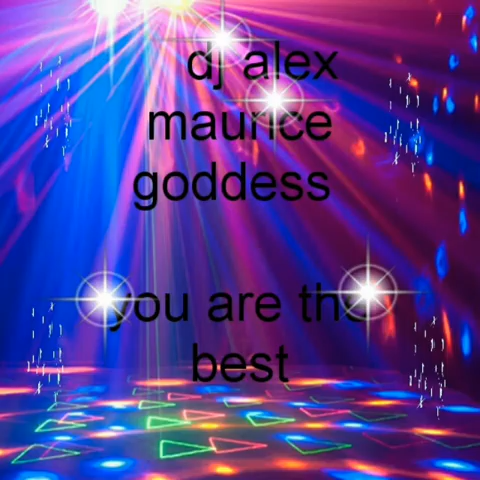 dj alex
maurice
goddess
you are the
best